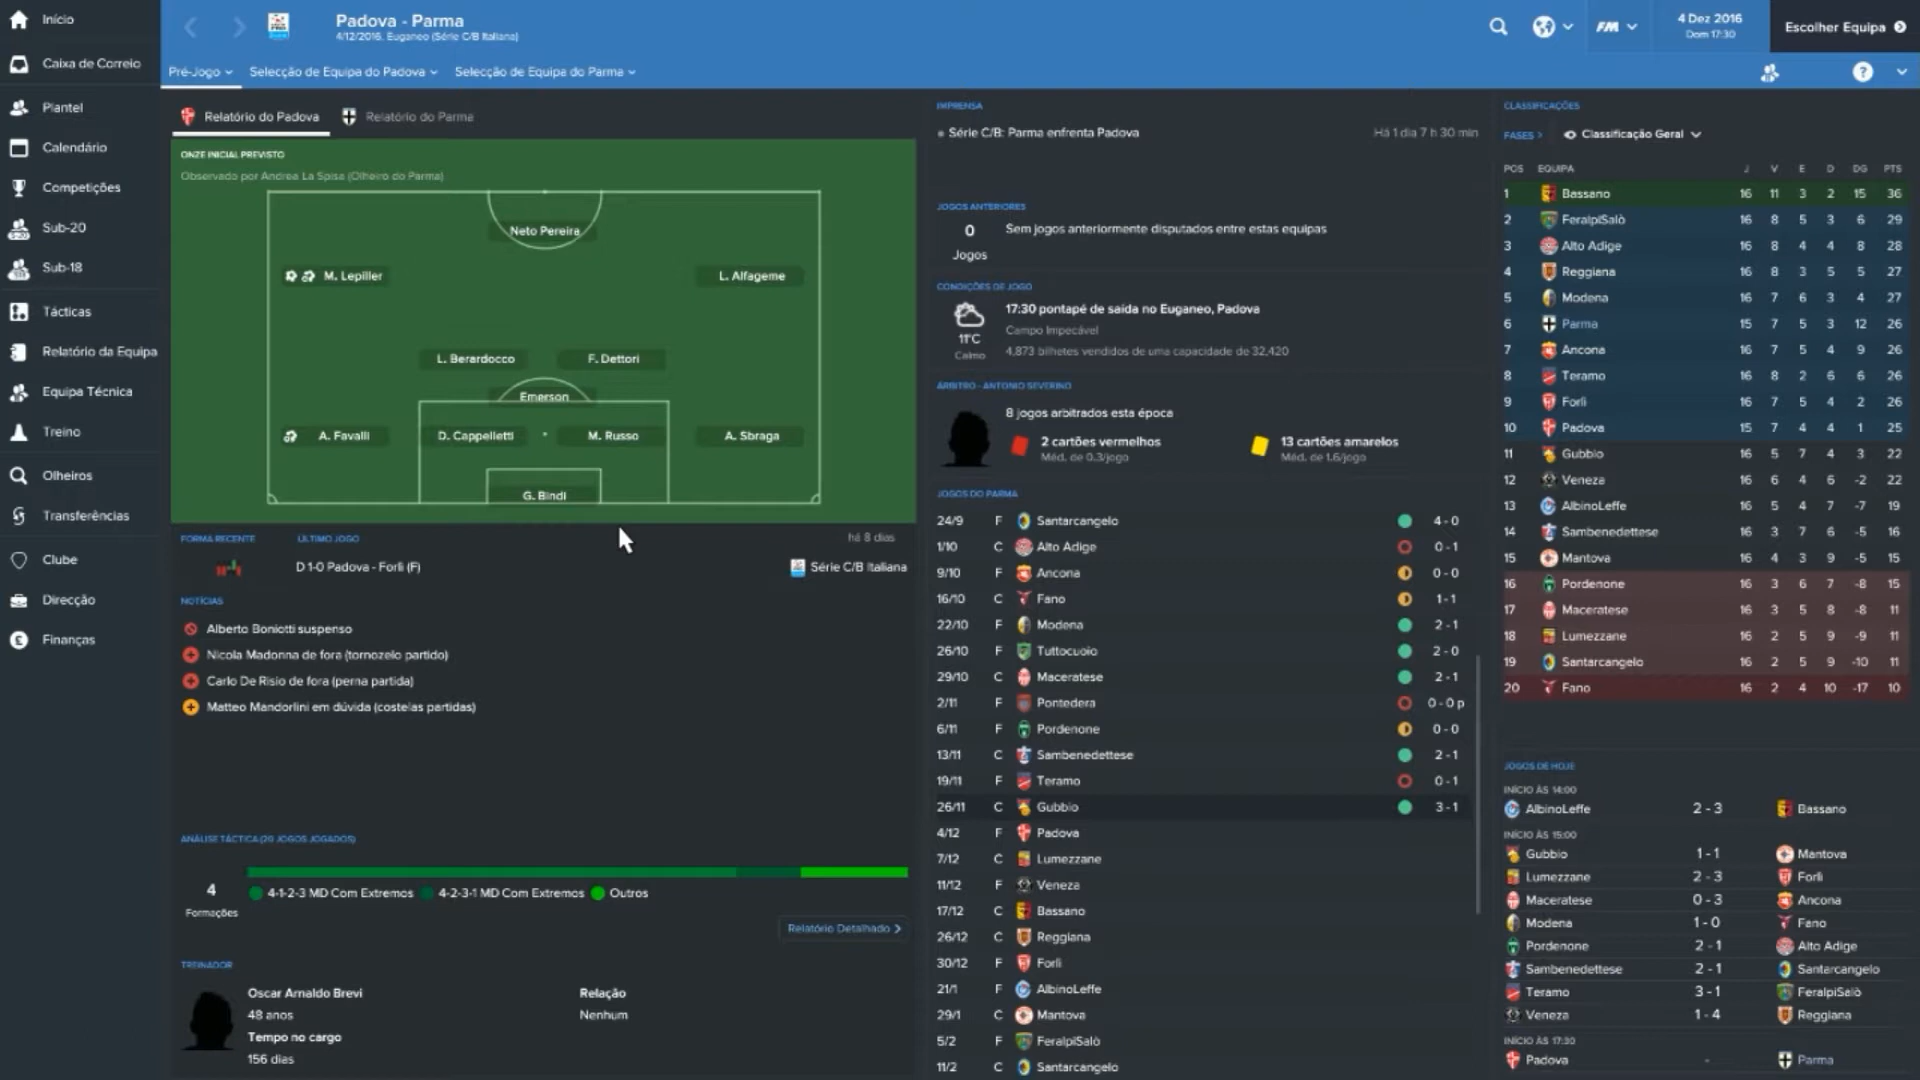 Início
Caixa de Correio
Plantel
Calendário
Competições
Sub-20
Sub-18
Tácticas
Relatório da Equipa
Equipa Técnica
Treino
Olheiros
Transferências
Clube
Direcção
Finanças
Padova - Parma
4/12/2016, Euganeo (Série C/B Italiana)
FM
4 Dez 2016
Dom 17:30
Escolher Equipa
Pré-Jogo
Selecção de Equipa do Padova
Selecção de Equipa do Parma
Relatório do Padova
Relatório do Parma
ONZE INICIAL PREVISTO
Observado por Andrea La Spisa (Olheiro do Parma)
Neto Pereira
M. Lepiller
L. Alfageme
L. Berardocco
F. Dettori
Emerson
A. Favalli
D. Cappelletti
M. Russo
A. Sbraga
G. Bindi
FORMA RECENTE
ÚLTIMO JOGO
há 8 dias
D 1-0 Padova - Forlì (F)
Série C/B Italiana
NOTÍCIAS
Alberto Boniotti suspenso
Nicola Madonna de fora (tornozelo partido)
Carlo De Risio de fora (perna partida)
Matteo Mandorlini em dúvida (costelas partidas)
ANÁLISE TÁCTICA (20 JOGOS JOGADOS)
4
Formações
4-1-2-3 MD Com Extremos
4-2-3-1 MD Com Extremos
Outros
Relatório Detalhado
TREINADOR
Oscar Arnaldo Brevi
48 anos
Tempo no cargo
156 dias
Relação
Nenhum
IMPRENSA
Série C/B: Parma enfrenta Padova
Há 1 dia 7 h 30 min
JOGOS ANTERIORES
0
Jogos
Sem jogos anteriormente disputados entre estas equipas
CONDIÇÕES DE JOGO
11°C
Calmo
17:30 pontapé de saída no Euganeo, Padova
Campo Impecável
4,873 bilhetes vendidos de uma capacidade de 32,420
ÁRBITRO - ANTONIO SEVERINO
8 jogos arbitrados esta época
2 cartões vermelhos
Méd. de 0.3/jogo
13 cartões amarelos
Méd. de 1.6/jogo
JOGOS DO PARMA
24/9 F Santarcangelo 4 - 0
1/10 C Alto Adige 0 - 1
9/10 F Ancona 0 - 0
16/10 C Fano 1 - 1
22/10 F Modena 2 - 1
26/10 F Tuttocuoio 2 - 0
29/10 C Maceratese 2 - 1
2/11 F Pontedera 0 - 0 p
6/11 F Pordenone 0 - 0
13/11 C Sambenedettese 2 - 1
19/11 F Teramo 0 - 1
26/11 C Gubbio 3 - 1
4/12 F Padova
7/12 C Lumezzane
11/12 F Veneza
17/12 C Bassano
26/12 C Reggiana
30/12 F Forlì
21/1 F AlbinoLeffe
29/1 C Mantova
5/2 F FeralpiSalò
11/2 C Santarcangelo
CLASSIFICAÇÕES
FASES
Classificação Geral
POS EQUIPA J V E D DG PTS
1 Bassano 16 11 3 2 15 36
2 FeralpiSalò 16 8 5 3 6 29
3 Alto Adige 16 8 4 4 8 28
4 Reggiana 16 8 3 5 5 27
5 Modena 16 7 6 3 4 27
6 Parma 15 7 5 3 12 26
7 Ancona 16 7 5 4 9 26
8 Teramo 16 8 2 6 6 26
9 Forlì 16 7 5 4 2 26
10 Padova 15 7 4 4 1 25
11 Gubbio 16 5 7 4 3 22
12 Veneza 16 6 4 6 -2 22
13 AlbinoLeffe 16 5 4 7 -7 19
14 Sambenedettese 16 3 7 6 -5 16
15 Mantova 16 4 3 9 -5 15
16 Pordenone 16 3 6 7 -8 15
17 Maceratese 16 3 5 8 -8 11
18 Lumezzane 16 2 5 9 -9 11
19 Santarcangelo 16 2 5 9 -10 11
20 Fano 16 2 4 10 -17 10
JOGOS DE HOJE
INÍCIO ÀS 14:00
AlbinoLeffe 2 - 3 Bassano
INÍCIO ÀS 15:00
Gubbio 1 - 1 Mantova
Lumezzane 2 - 3 Forlì
Maceratese 0 - 3 Ancona
Modena 1 - 0 Fano
Pordenone 2 - 1 Alto Adige
Sambenedettese 2 - 1 Santarcangelo
Teramo 3 - 1 FeralpiSalò
Veneza 1 - 4 Reggiana
INÍCIO ÀS 17:30
Padova - Parma